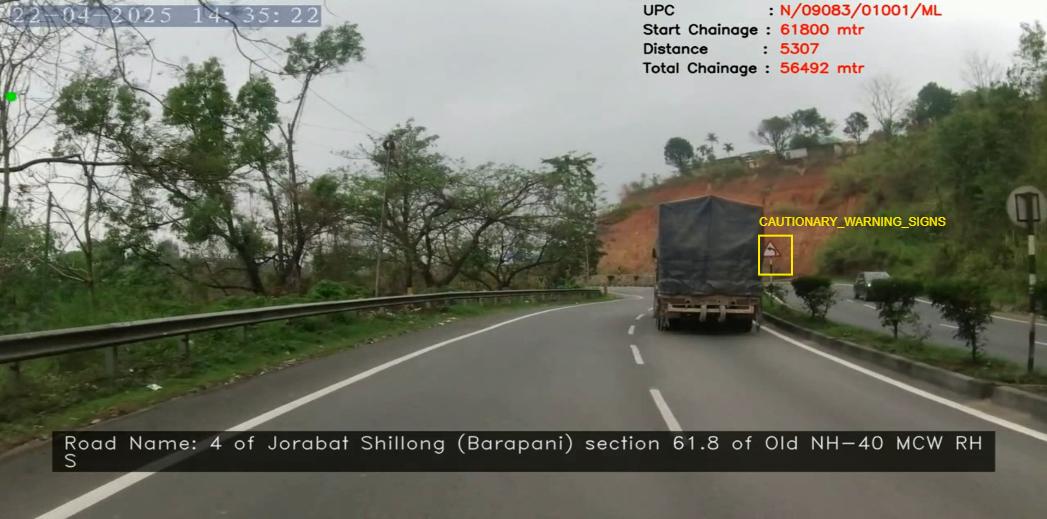 22-04-2025 14:35:22
UPC : N/09083/01001/ML
Start Chainage : 61800 mtr
Distance : 5307
Total Chainage : 56492 mtr
CAUTIONARY_WARNING_SIGNS
Road Name: 4 of Jorabat Shillong (Barapani) section 61.8 of Old NH-40 MCW RH
S